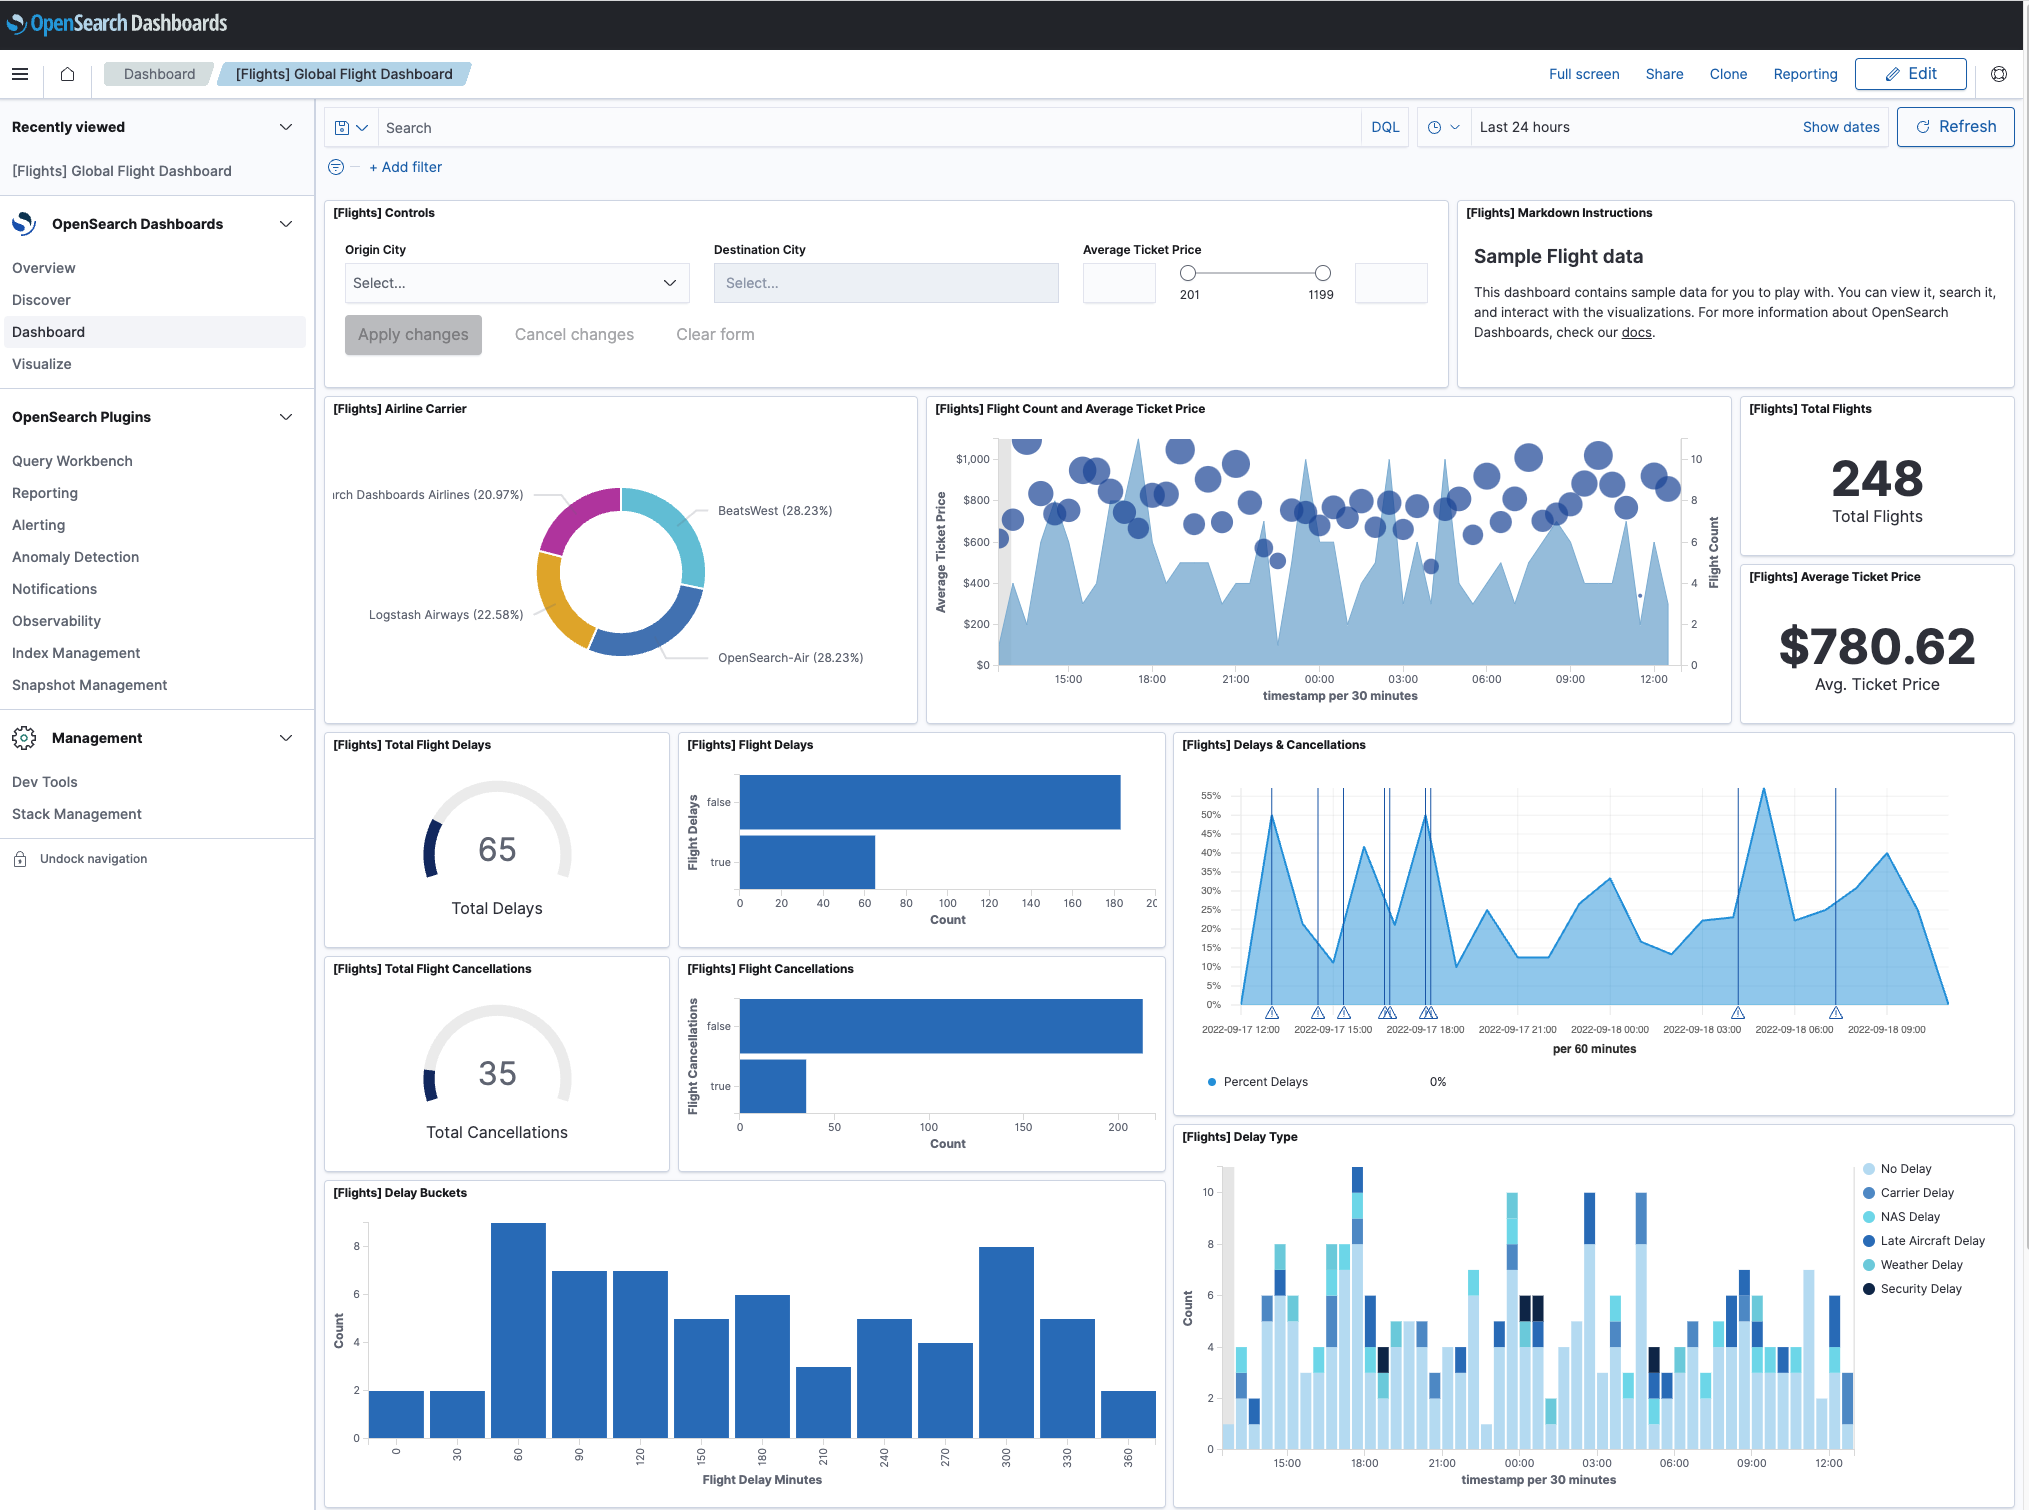 OpenSearch Dashboards
Dashboard
[Flights] Global Flight Dashboard
Full screen
Share
Clone
Reporting
Edit
Recently viewed
[Flights] Global Flight Dashboard
OpenSearch Dashboards
Overview
Discover
Dashboard
Visualize
OpenSearch Plugins
Query Workbench
Reporting
Alerting
Anomaly Detection
Notifications
Observability
Index Management
Snapshot Management
Management
Dev Tools
Stack Management
Undock navigation
Search
DQL
Last 24 hours
Show dates
Refresh
+ Add filter
[Flights] Controls
Origin City
Select...
Destination City
Select...
Average Ticket Price
201
1199
Apply changes
Cancel changes
Clear form
[Flights] Markdown Instructions
Sample Flight data
This dashboard contains sample data for you to play with. You can view it, search it,
and interact with the visualizations. For more information about OpenSearch
Dashboards, check our docs.
[Flights] Airline Carrier
rch Dashboards Airlines (20.97%)
BeatsWest (28.23%)
Logstash Airways (22.58%)
OpenSearch-Air (28.23%)
[Flights] Flight Count and Average Ticket Price
Average Ticket Price
$1,000
$800
$600
$400
$200
$0
10
8
6
4
2
0
Flight Count
15:00
18:00
21:00
00:00
03:00
06:00
09:00
12:00
timestamp per 30 minutes
[Flights] Total Flights
248
Total Flights
[Flights] Average Ticket Price
$780.62
Avg. Ticket Price
[Flights] Total Flight Delays
65
Total Delays
[Flights] Flight Delays
Flight Delays
false
true
0
20
40
60
80
100
120
140
160
180
20
Count
[Flights] Delays & Cancellations
55%
50%
45%
40%
35%
30%
25%
20%
15%
10%
5%
0%
2022-09-17 12:00
2022-09-17 15:00
2022-09-17 18:00
2022-09-17 21:00
2022-09-18 00:00
2022-09-18 03:00
2022-09-18 06:00
2022-09-18 09:00
per 60 minutes
Percent Delays
0%
[Flights] Total Flight Cancellations
35
Total Cancellations
[Flights] Flight Cancellations
Flight Cancellations
false
true
0
50
100
150
200
Count
[Flights] Delay Buckets
Count
8
6
4
2
0
0
30
60
90
120
150
180
210
240
270
300
330
360
Flight Delay Minutes
[Flights] Delay Type
Count
10
8
6
4
2
0
15:00
18:00
21:00
00:00
03:00
06:00
09:00
12:00
timestamp per 30 minutes
No Delay
Carrier Delay
NAS Delay
Late Aircraft Delay
Weather Delay
Security Delay